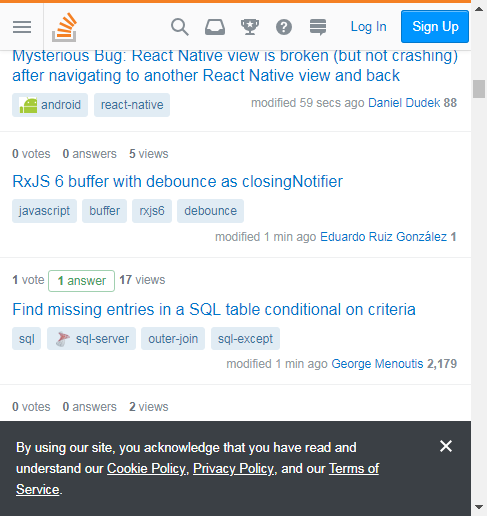 Log In Sign Up
Mysterious Bug: React Native view is broken (but not crashing)
after navigating to another React Native view and back
android react-native
modified 59 secs ago Daniel Dudek 88
0 votes 0 answers 5 views
RxJS 6 buffer with debounce as closingNotifier
javascript buffer rxjs6 debounce
modified 1 min ago Eduardo Ruiz González 1
1 vote 1 answer 17 views
Find missing entries in a SQL table conditional on criteria
sql sql-server outer-join sql-except
modified 1 min ago George Menoutis 2,179
0 votes 0 answers 2 views
By using our site, you acknowledge that you have read and
understand our Cookie Policy, Privacy Policy, and our Terms of
Service.